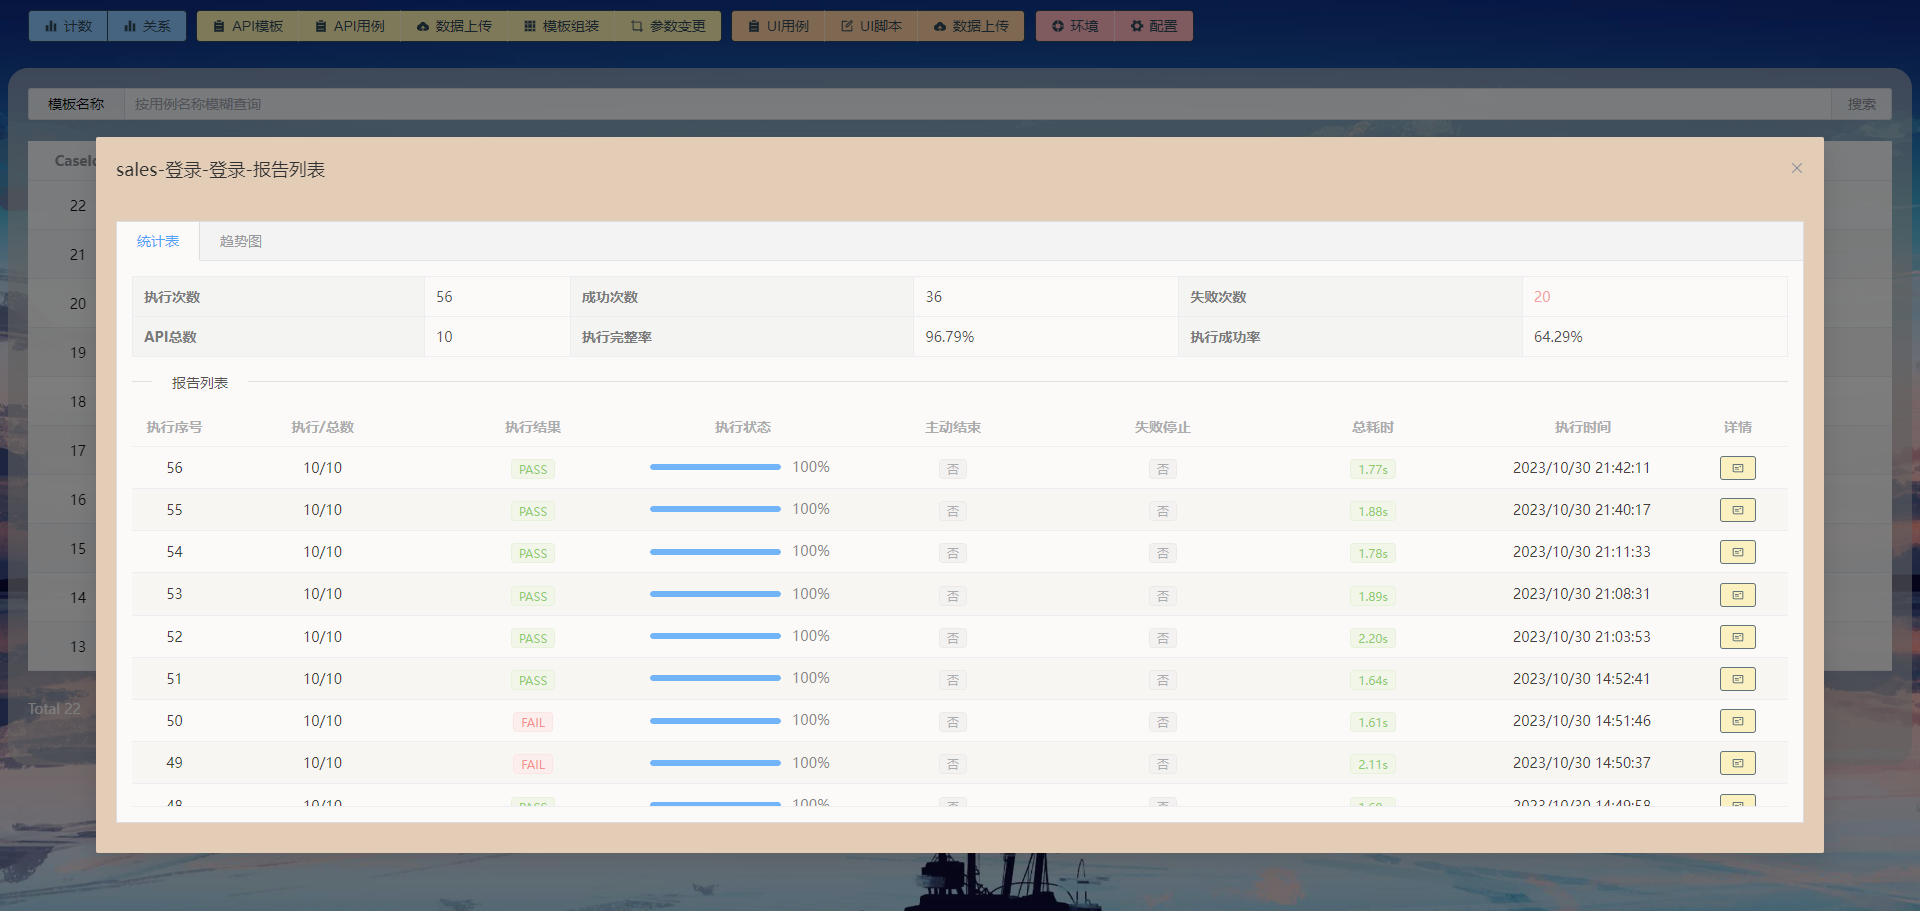 计数 关系 API模板 API用例 数据上传 模板组装 参数变更 UI用例 UI脚本 数据上传 环境 配置
模板名称 按用例名称模糊查询 搜索
CaseId
sales-登录-登录-报告列表
22
21
20
19
18
17
16
15
14
13
Total 22
统计表 趋势图
执行次数 56 成功次数 36 失败次数 20
API总数 10 执行完整率 96.79% 执行成功率 64.29%
报告列表
执行序号 执行/总数 执行结果 执行状态 主动结束 失败停止 总耗时 执行时间 详情
56 10/10 PASS 100% 否 否 1.77s 2023/10/30 21:42:11
55 10/10 PASS 100% 否 否 1.88s 2023/10/30 21:40:17
54 10/10 PASS 100% 否 否 1.78s 2023/10/30 21:11:33
53 10/10 PASS 100% 否 否 1.89s 2023/10/30 21:08:31
52 10/10 PASS 100% 否 否 2.20s 2023/10/30 21:03:53
51 10/10 PASS 100% 否 否 1.64s 2023/10/30 14:52:41
50 10/10 FAIL 100% 否 否 1.61s 2023/10/30 14:51:46
49 10/10 FAIL 100% 否 否 2.11s 2023/10/30 14:50:37
48 10/10 PASS 100% 否 否 2023/10/30 14:49:58